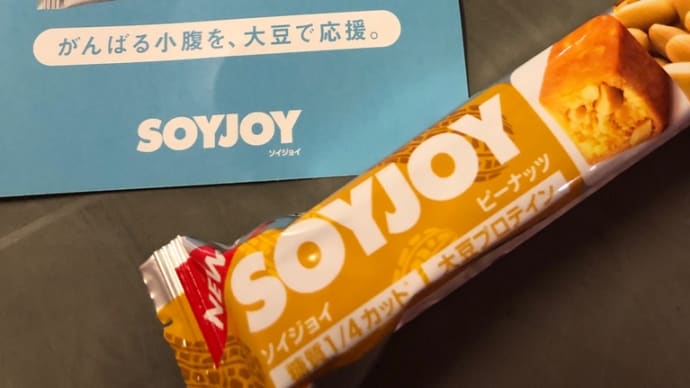 がんばる小腹を、大豆で応援。
SOYJOY
ソイジョイ
NEW
SOYJOY
ソイジョイ
ピーナッツ
糖質1/4カット*
大豆プロテイン